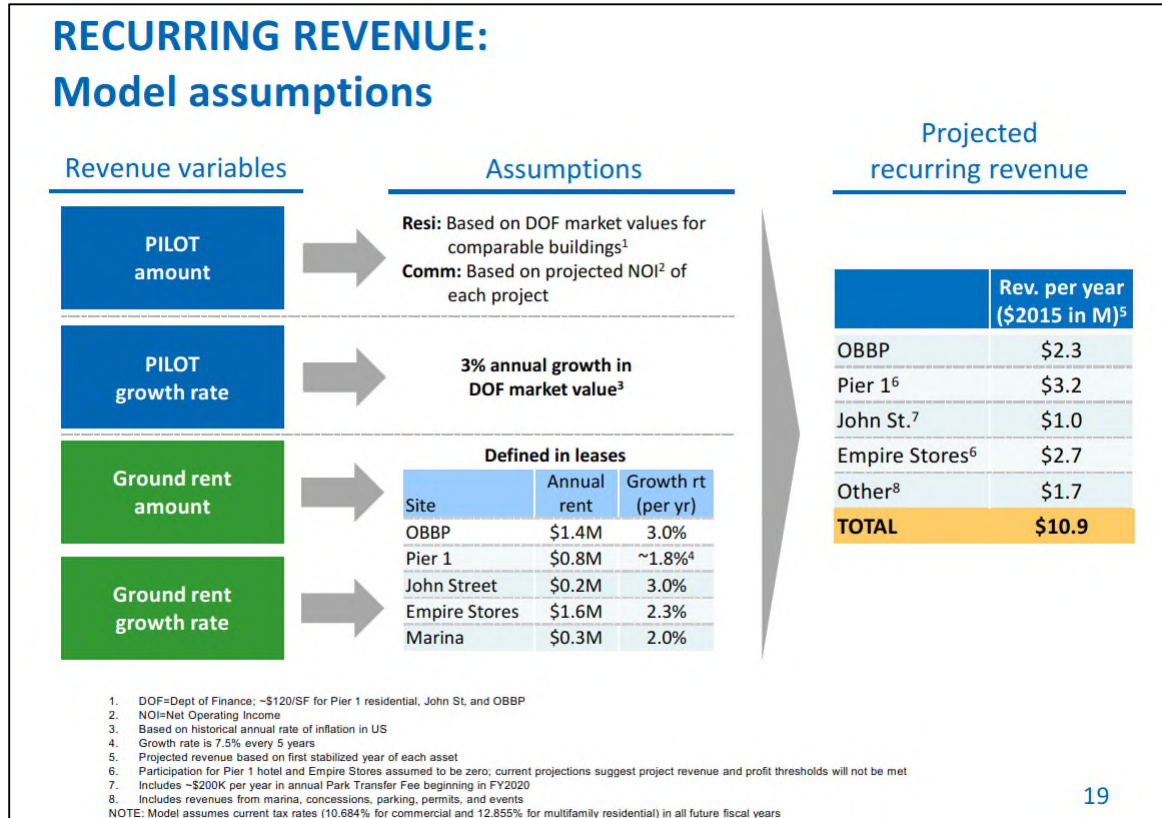 RECURRING REVENUE:
Model assumptions
Revenue variables
Assumptions
Projected
recurring revenue
PILOT
amount
Resi: Based on DOF market values for
comparable buildings¹
Comm: Based on projected NOI² of
each project
PILOT
growth rate
3% annual growth in
DOF market value³
Ground rent
amount
Ground rent
growth rate
Defined in leases
Site Annual rent Growth rt (per yr)
OBBP $1.4M 3.0%
Pier 1 $0.8M ~1.8%⁴
John Street $0.2M 3.0%
Empire Stores $1.6M 2.3%
Marina $0.3M 2.0%
Rev. per year
($2015 in M)⁵
OBBP $2.3
Pier 1⁶ $3.2
John St.⁷ $1.0
Empire Stores⁶ $2.7
Other⁸ $1.7
TOTAL $10.9
1. DOF=Dept of Finance; ~$120/SF for Pier 1 residential, John St, and OBBP
2. NOI=Net Operating Income
3. Based on historical annual rate of inflation in US
4. Growth rate is 7.5% every 5 years
5. Projected revenue based on first stabilized year of each asset
6. Participation for Pier 1 hotel and Empire Stores assumed to be zero; current projections suggest project revenue and profit thresholds will not be met
7. Includes ~$200K per year in annual Park Transfer Fee beginning in FY2020
8. Includes revenues from marina, concessions, parking, permits, and events
NOTE: Model assumes current tax rates (10.684% for commercial and 12.855% for multifamily residential) in all future fiscal years
19